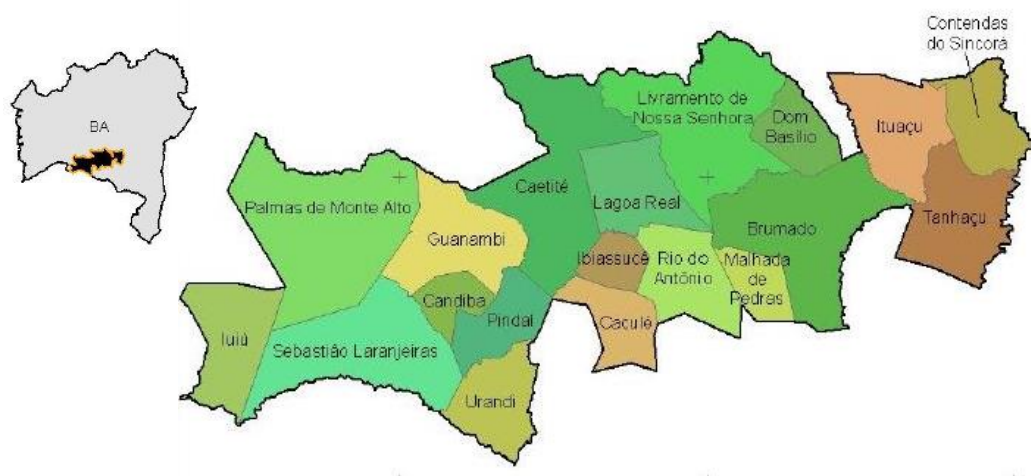 Contendas
do Sincorá
BA
Livramento de
Nossa Senhora
Dom
Basílio
Ituaçu
Caetité
Palmas de Monte Alto
Lagoa Real
Tanhaçu
Guanambi
Brumado
Ibiassucê
Rio do
Antônio
Malhada
de
Pedras
Candiba
Pindaí
Caculé
Iuiú
Sebastião Laranjeiras
Urandi